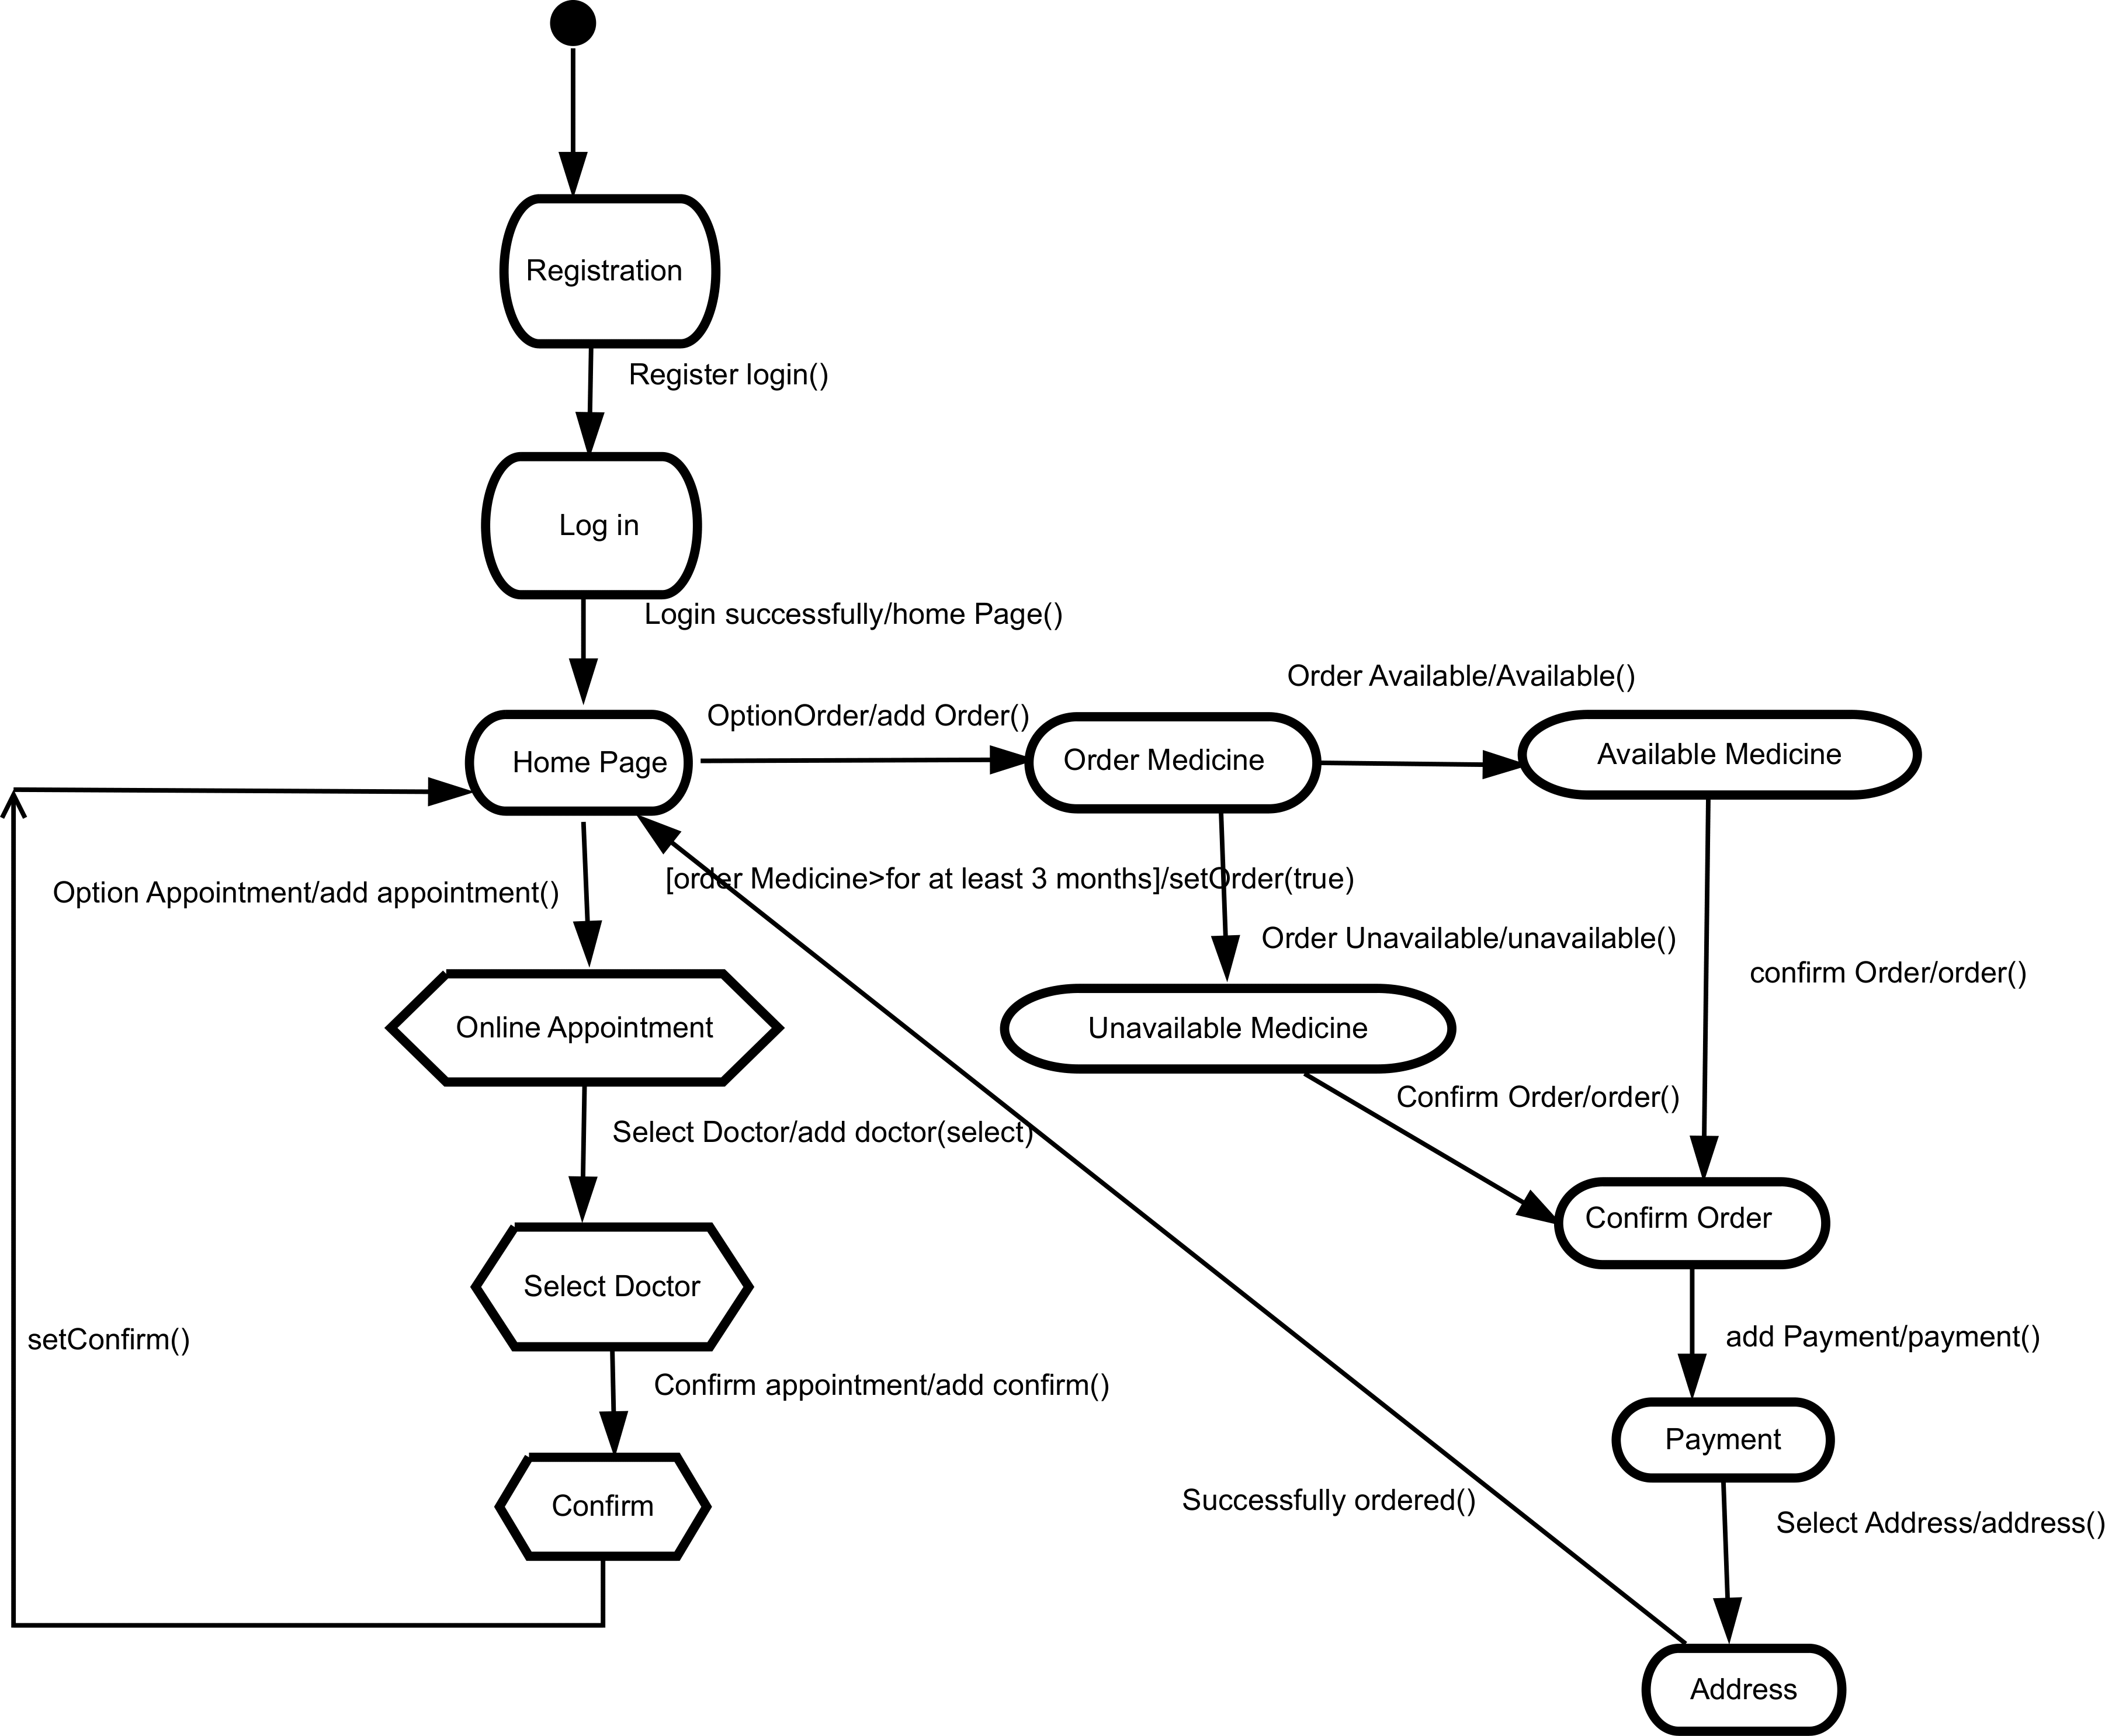 Registration
Register login()
Log in
Login successfully/home Page()
Order Available/Available()
OptionOrder/add Order()
Home Page
Order Medicine
Available Medicine
[order Medicine>for at least 3 months]/setOrder(true)
Option Appointment/add appointment()
Order Unavailable/unavailable()
confirm Order/order()
Online Appointment
Unavailable Medicine
Confirm Order/order()
Select Doctor/add doctor(select)
Confirm Order
Select Doctor
setConfirm()
add Payment/payment()
Confirm appointment/add confirm()
Payment
Successfully ordered()
Confirm
Select Address/address()
Address